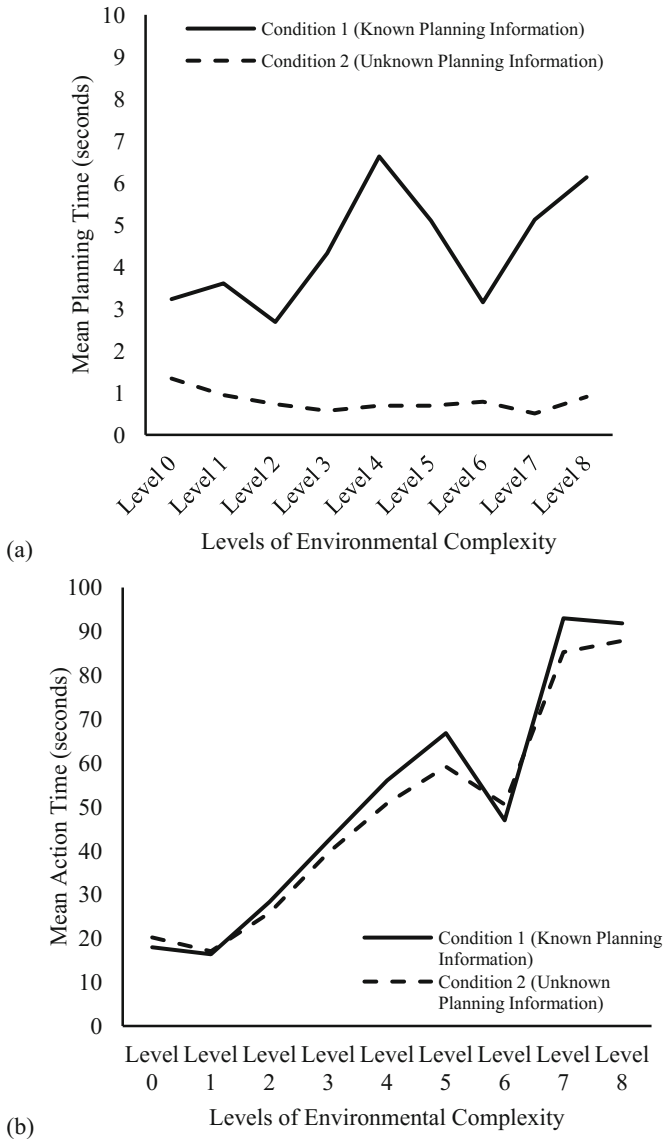 10
9
8
7
6
5
4
3
2
1
0
Mean Planning Time (seconds)
Condition 1 (Known Planning Information)
Condition 2 (Unknown Planning Information)
Level 0
Level 1
Level 2
Level 3
Level 4
Level 5
Level 6
Level 7
Level 8
Levels of Environmental Complexity
(a)
100
90
80
70
60
50
40
30
20
10
0
Mean Action Time (seconds)
Condition 1 (Known Planning
Information)
Condition 2 (Unknown
Planning Information)
Level Level Level Level Level Level Level Level Level
0 1 2 3 4 5 6 7 8
Levels of Environmental Complexity
(b)